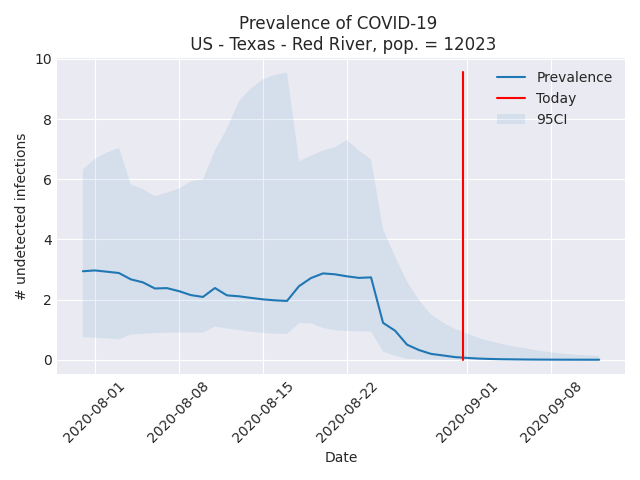 Prevalence of COVID-19
US - Texas - Red River, pop. = 12023
10
8
6
4
2
0
# undetected infections
Prevalence
Today
95CI
2020-08-01
2020-08-08
2020-08-15
2020-08-22
2020-09-01
2020-09-08
Date